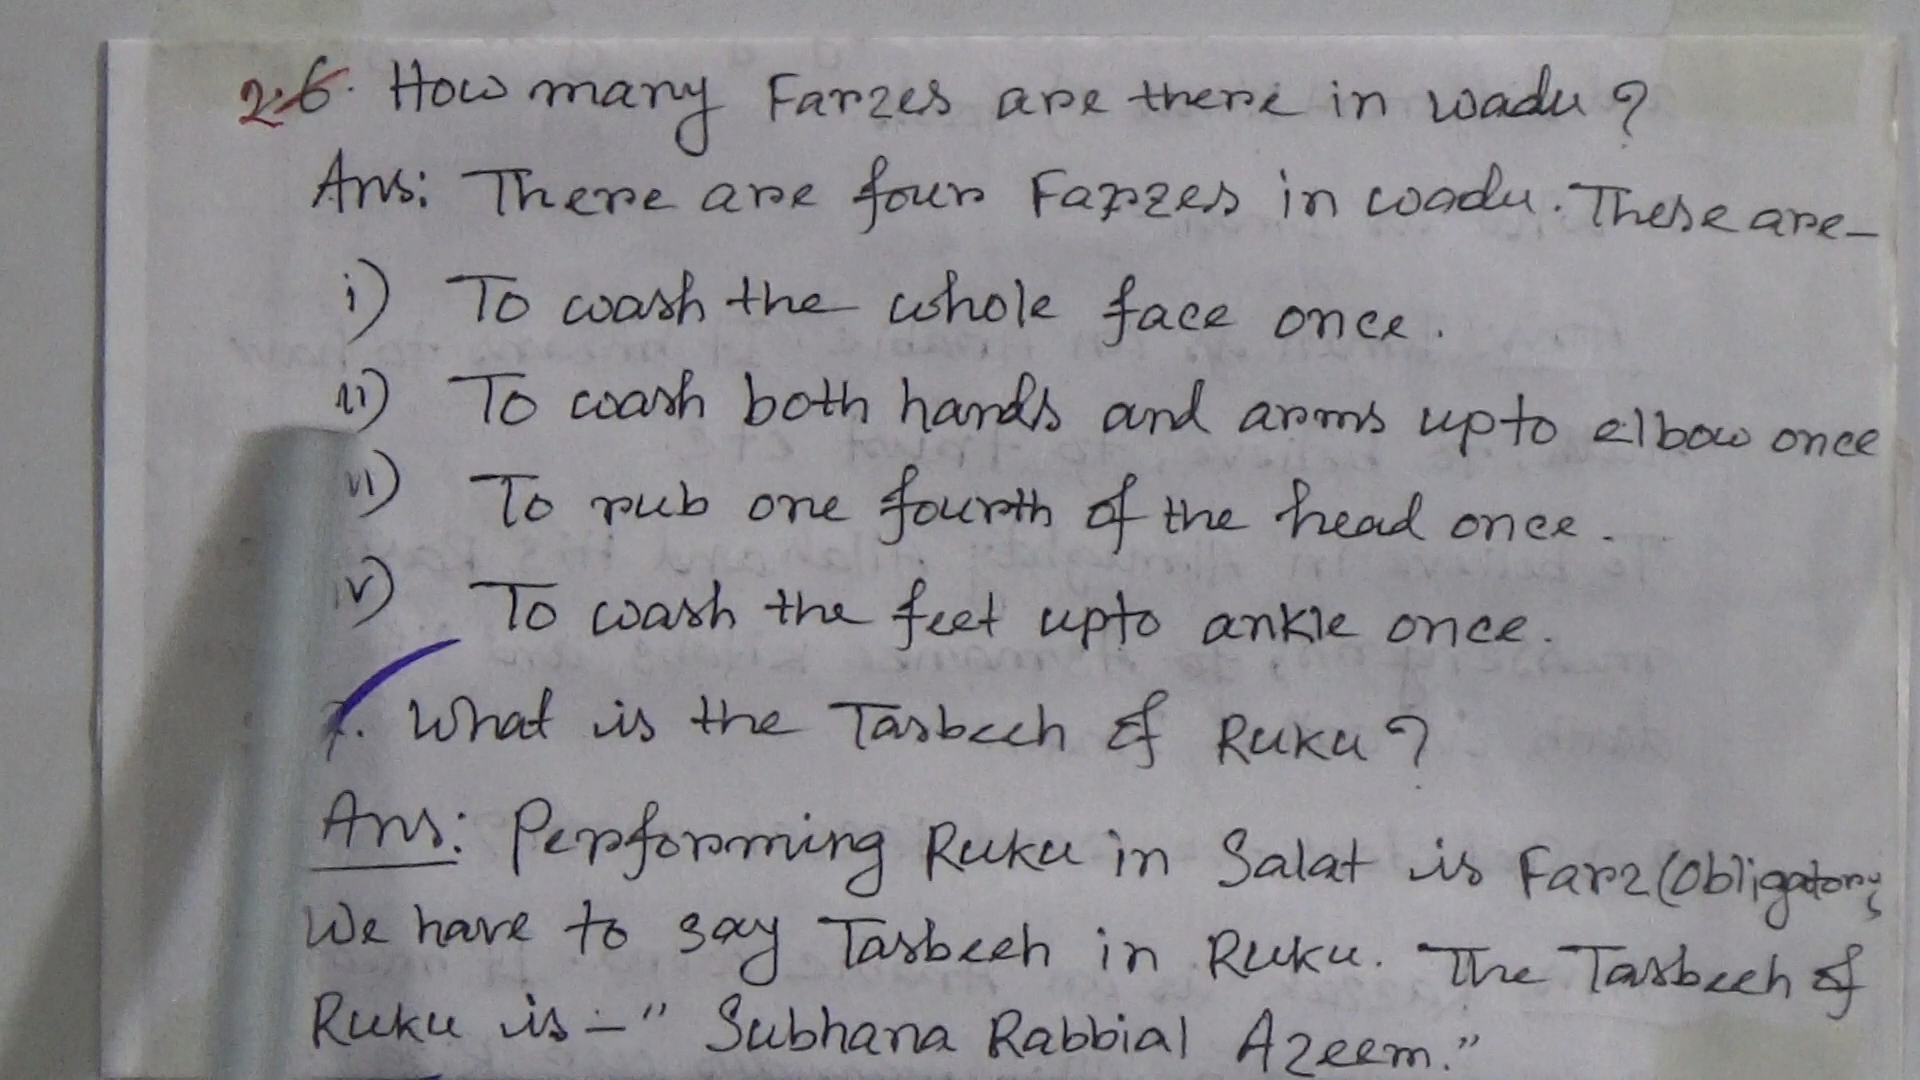 2.6. How many Farzes are there in wadu?
Ans: There are four Farzes in wadu. These are-
i) To wash the whole face once.
ii) To wash both hands and arms upto elbow once
iii) To rub one fourth of the head once.
iv) To wash the feet upto ankle once.
7. What is the Tasbeeh of Ruku?
Ans: Performing Ruku in Salat is Farz (Obligatory)
We have to say Tasbeeh in Ruku. The Tasbeeh of
Ruku is - "Subhana Rabbial Azeem."